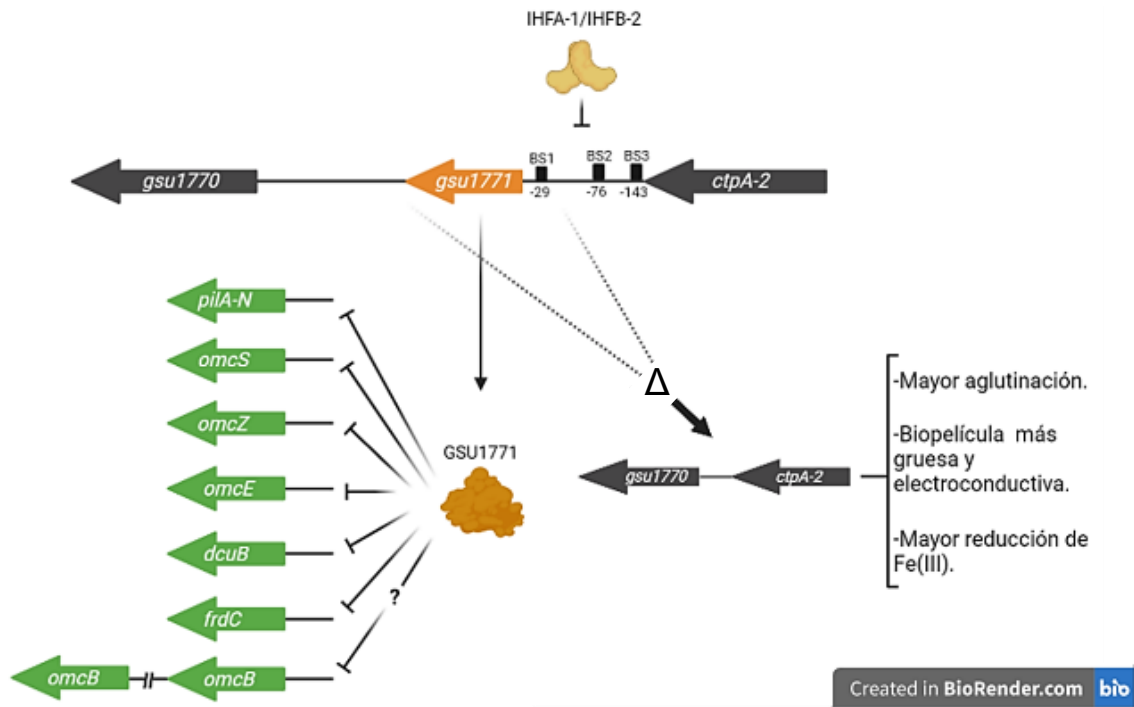 IHFA-1/IHFB-2
BS1
BS2
BS3
gsu1770
gsu1771
-29
-76
-143
ctpA-2
pilA-N
omcS
omcZ
omcE
dcuB
frdC
omcB
omcB
?
GSU1771
Δ
gsu1770
ctpA-2
-Mayor aglutinación.
-Biopelícula más
gruesa y
electroconductiva.
-Mayor reducción de
Fe(III).
Created in BioRender.com bio